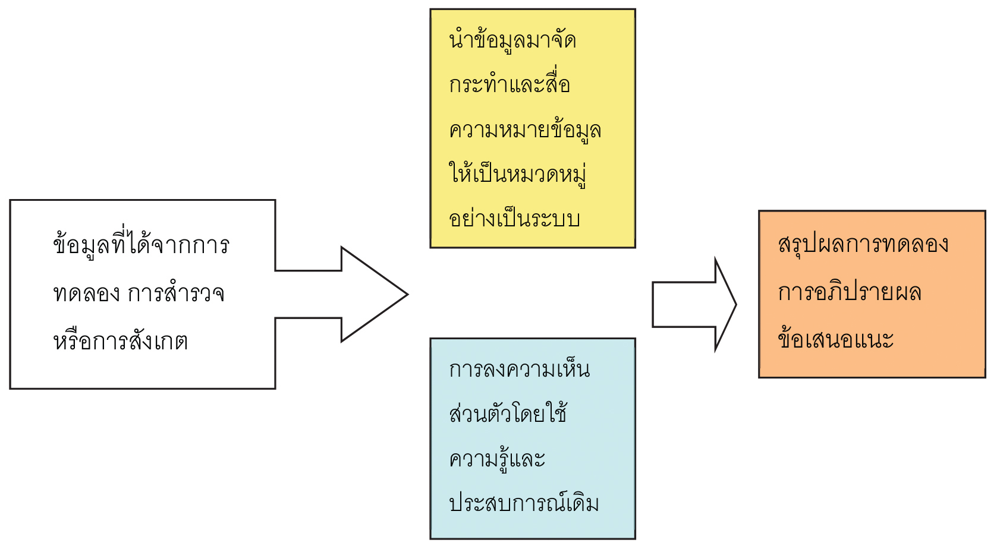 ข้อมูลที่ได้จากการ
ทดลอง การสำรวจ
หรือการสังเกต
นำข้อมูลมาจัด
กระทำและสื่อ
ความหมายข้อมูล
ให้เป็นหมวดหมู่
อย่างเป็นระบบ
การลงความเห็น
ส่วนตัวโดยใช้
ความรู้และ
ประสบการณ์เดิม
สรุปผลการทดลอง
การอภิปรายผล
ข้อเสนอแนะ